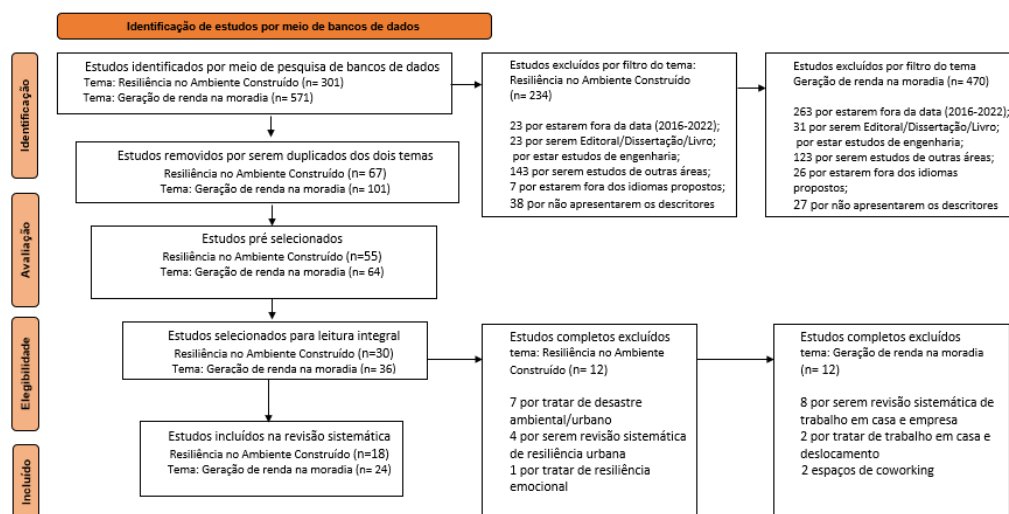 Identificação de estudos por meio de bancos de dados
Identificação
Estudos identificados por meio de pesquisa de bancos de dados
Tema: Resiliência no Ambiente Construído (n= 301)
Tema: Geração de renda na moradia (n= 571)
Estudos excluídos por filtro do tema:
Resiliência no Ambiente Construído
(n= 234)
23 por estarem fora da data (2016-2022);
23 por serem Editoral/Dissertação/Livro;
por estar estudos de engenharia;
143 por serem estudos de outras áreas;
7 por estarem fora dos idiomas propostos;
38 por não apresentarem os descritores
Estudos excluídos por filtro do tema
Geração de renda na moradia (n= 470)
263 por estarem fora da data (2016-2022);
31 por serem Editoral/Dissertação/Livro;
por estar estudos de engenharia;
123 por serem estudos de outras áreas;
26 por estarem fora dos idiomas
propostos;
27 por não apresentarem os descritores
Estudos removidos por serem duplicados dos dois temas
Resiliência no Ambiente Construído (n= 67)
Tema: Geração de renda na moradia (n= 101)
Avaliação
Estudos pré selecionados
Resiliência no Ambiente Construído (n=55)
Tema: Geração de renda na moradia (n= 64)
Elegibilidade
Estudos selecionados para leitura integral
Resiliência no Ambiente Construído (n=30)
Tema: Geração de renda na moradia (n= 36)
Estudos completos excluídos
tema: Resiliência no Ambiente
Construído (n= 12)
7 por tratar de desastre
ambiental/urbano
4 por serem revisão sistemática
de resiliência urbana
1 por tratar de resiliência
emocional
Estudos completos excluídos
tema: Geração de renda na moradia
(n= 12)
8 por serem revisão sistemática de
trabalho em casa e empresa
2 por tratar de trabalho em casa e
deslocamento
2 espaços de coworking
Incluído
Estudos incluídos na revisão sistemática
Resiliência no Ambiente Construído (n=18)
Tema: Geração de renda na moradia (n= 24)